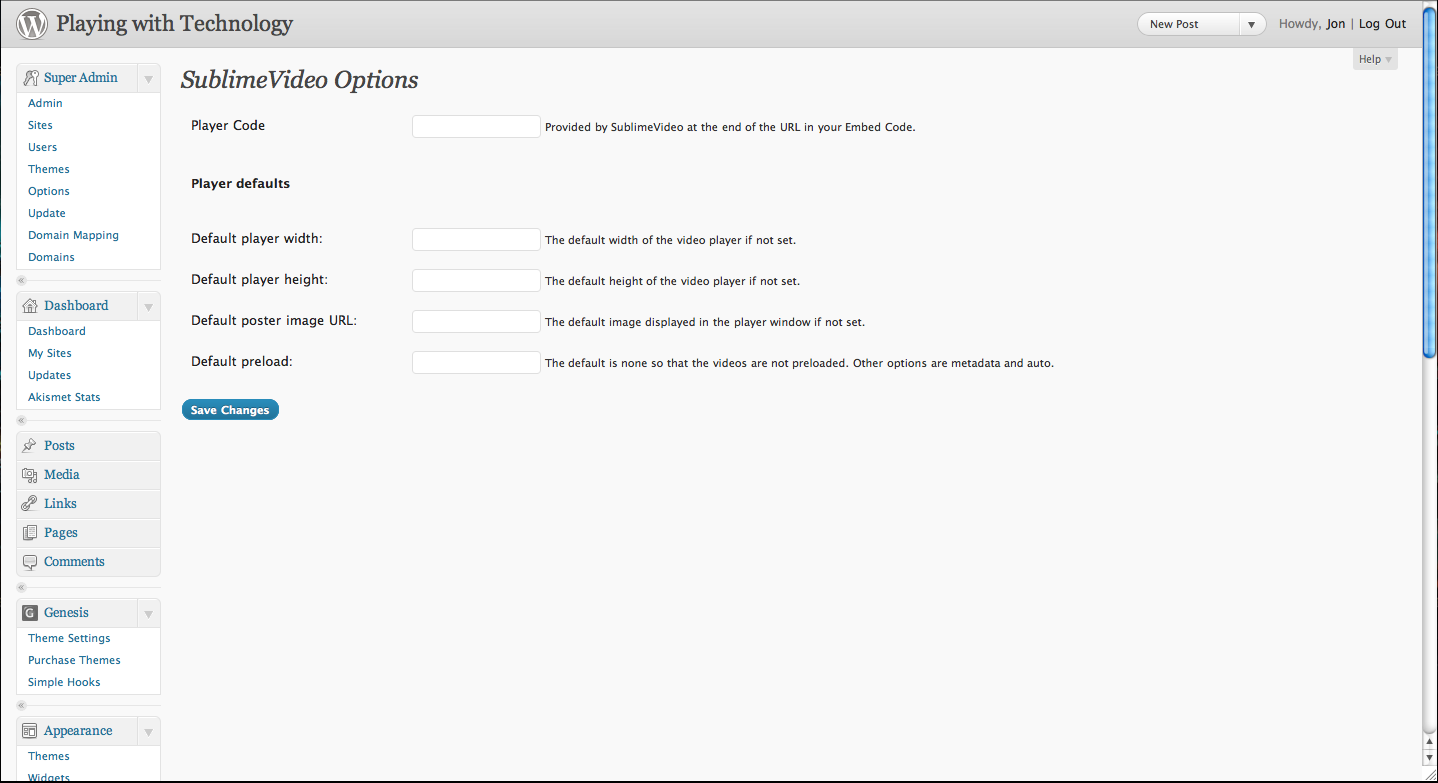 Playing with Technology
New Post
Howdy, Jon | Log Out
Help
Super Admin
Admin
Sites
Users
Themes
Options
Update
Domain Mapping
Domains
Dashboard
Dashboard
My Sites
Updates
Akismet Stats
Posts
Media
Links
Pages
Comments
G Genesis
Theme Settings
Purchase Themes
Simple Hooks
Appearance
Themes
Widgets
SublimeVideo Options
Player Code
Provided by SublimeVideo at the end of the URL in your Embed Code.
Player defaults
Default player width:
The default width of the video player if not set.
Default player height:
The default height of the video player if not set.
Default poster image URL:
The default image displayed in the player window if not set.
Default preload:
The default is none so that the videos are not preloaded. Other options are metadata and auto.
Save Changes